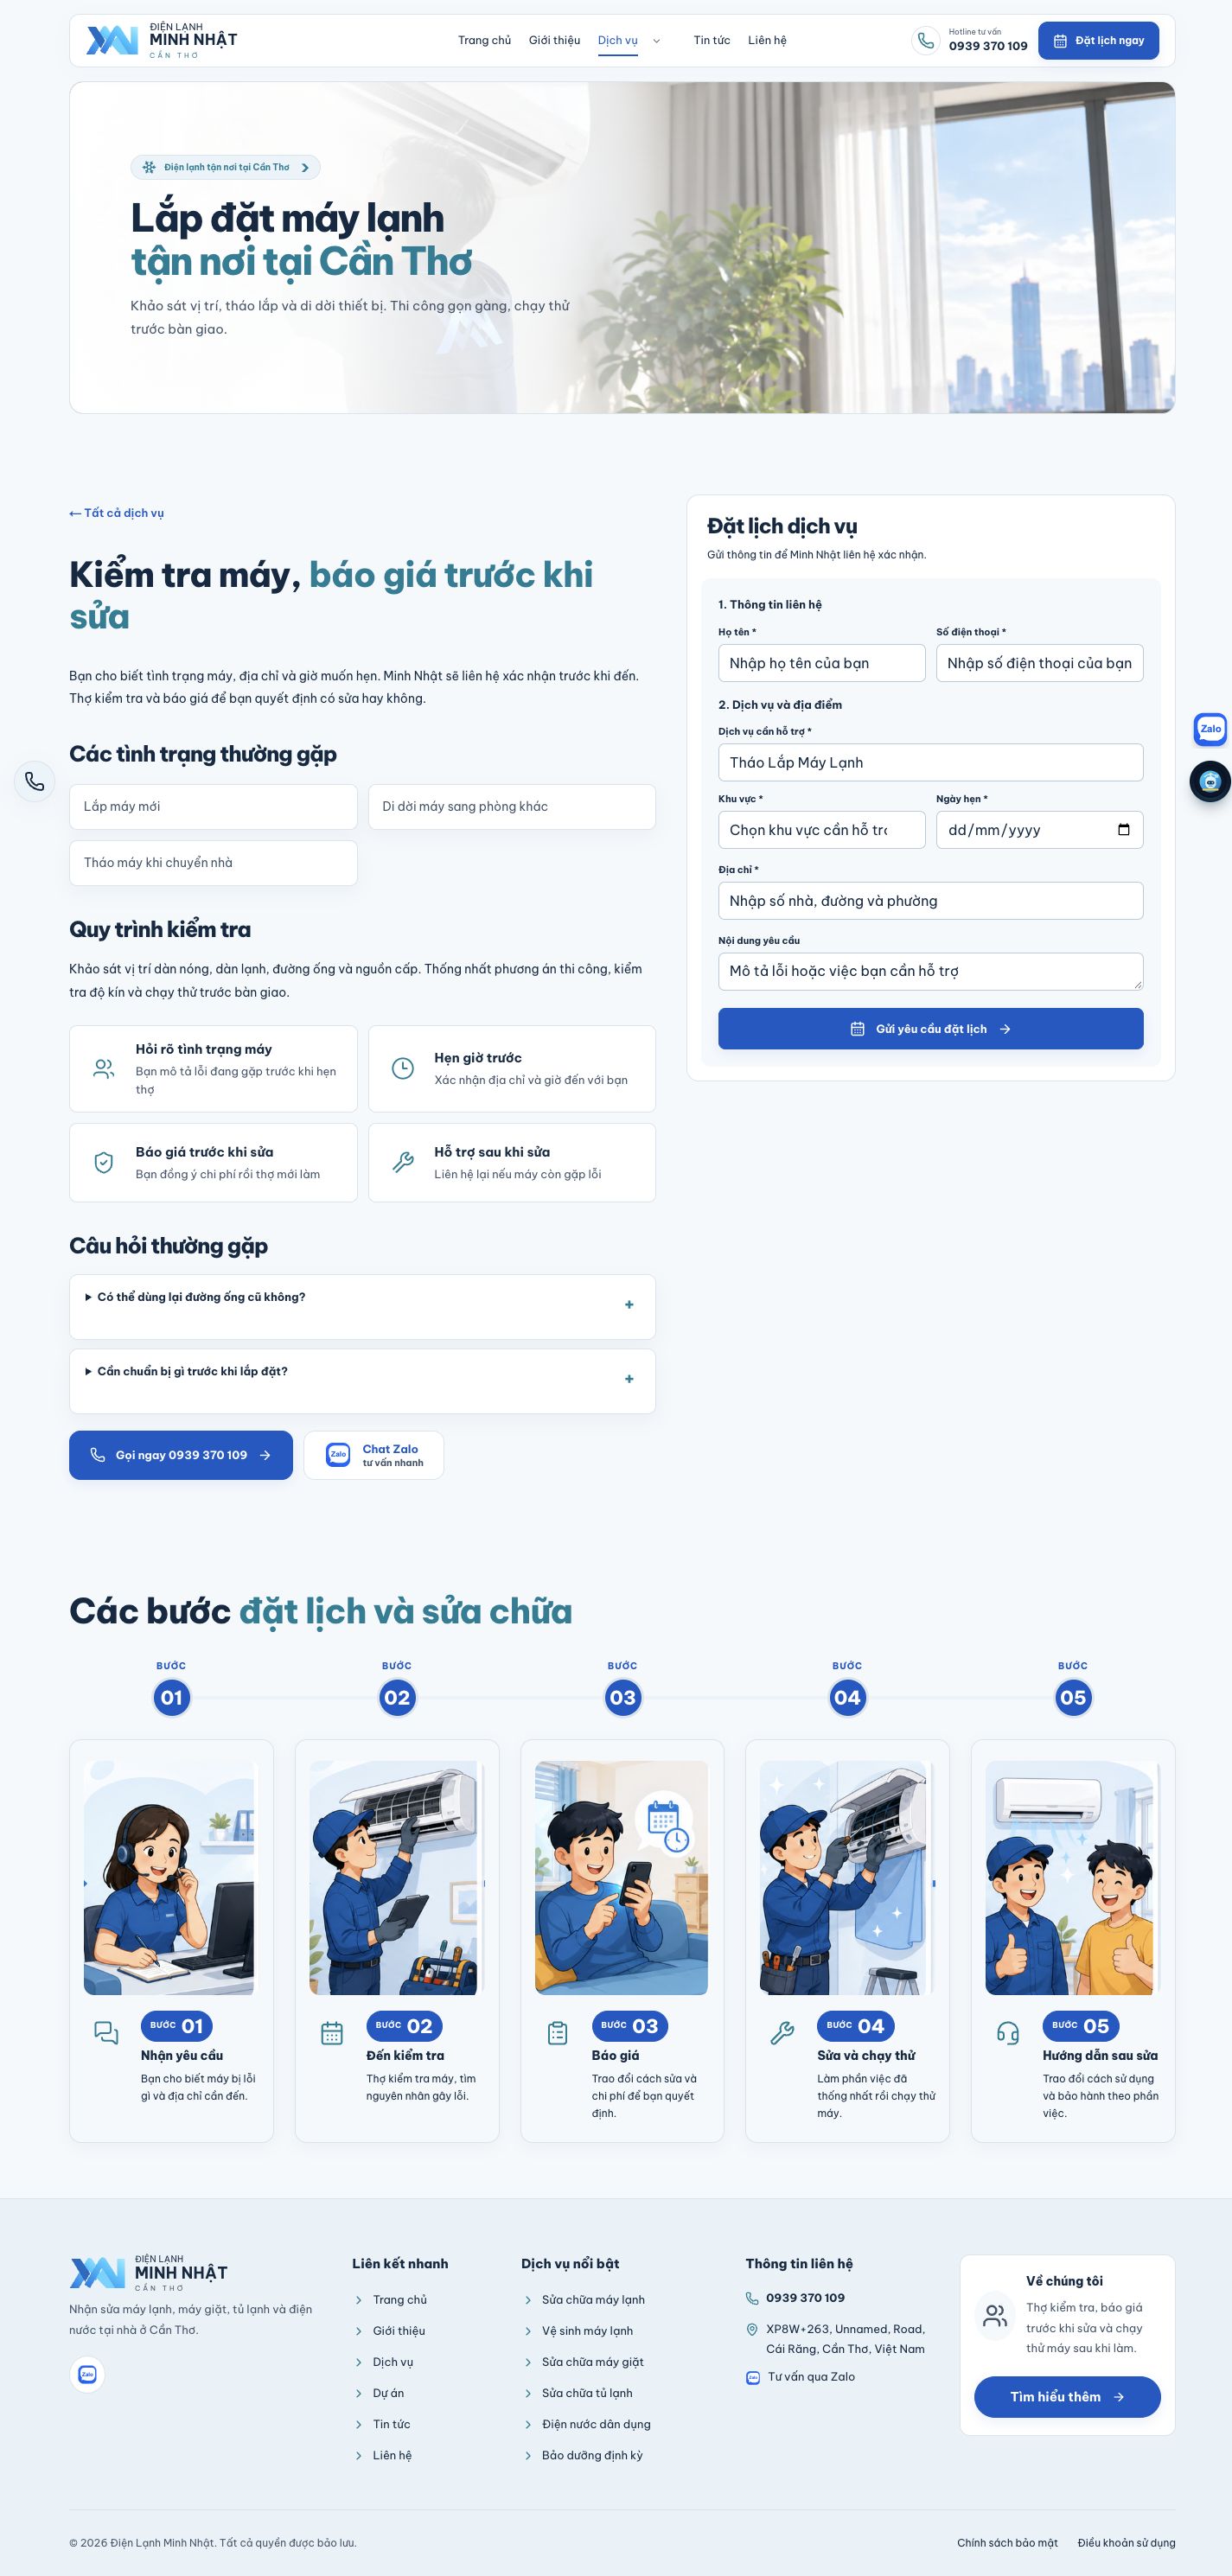 ĐIỆN LẠNH
MINH NHẬT
CẦN THƠ
Trang chủ
Giới thiệu
Dịch vụ
Tin tức
Liên hệ
Hotline tư vấn
0939 370 109
Đặt lịch ngay
Điện lạnh tận nơi tại Cần Thơ
Lắp đặt máy lạnh
tận nơi tại Cần Thơ
Khảo sát vị trí, tháo lắp và di dời thiết bị. Thi công gọn gàng, chạy thử
trước bàn giao.
← Tất cả dịch vụ
Kiểm tra máy, báo giá trước khi
sửa
Bạn cho biết tình trạng máy, địa chỉ và giờ muốn hẹn. Minh Nhật sẽ liên hệ xác nhận trước khi đến.
Thợ kiểm tra và báo giá để bạn quyết định có sửa hay không.
Các tình trạng thường gặp
Lắp máy mới
Di dời máy sang phòng khác
Tháo máy khi chuyển nhà
Quy trình kiểm tra
Khảo sát vị trí dàn nóng, dàn lạnh, đường ống và nguồn cấp. Thống nhất phương án thi công, kiểm
tra độ kín và chạy thử trước bàn giao.
Hỏi rõ tình trạng máy
Bạn mô tả lỗi đang gặp trước khi hẹn
thợ
Hẹn giờ trước
Xác nhận địa chỉ và giờ đến với bạn
Báo giá trước khi sửa
Bạn đồng ý chi phí rồi thợ mới làm
Hỗ trợ sau khi sửa
Liên hệ lại nếu máy còn gặp lỗi
Câu hỏi thường gặp
Có thể dùng lại đường ống cũ không?
+
Cần chuẩn bị gì trước khi lắp đặt?
+
Gọi ngay 0939 370 109
Zalo
Chat Zalo
tư vấn nhanh
Đặt lịch dịch vụ
Gửi thông tin để Minh Nhật liên hệ xác nhận.
1. Thông tin liên hệ
Họ tên *
Số điện thoại *
Nhập họ tên của bạn
Nhập số điện thoại của bạn
2. Dịch vụ và địa điểm
Dịch vụ cần hỗ trợ *
Tháo Lắp Máy Lạnh
Khu vực *
Ngày hẹn *
Chọn khu vực cần hỗ trợ
dd/mm/yyyy
Địa chỉ *
Nhập số nhà, đường và phường
Nội dung yêu cầu
Mô tả lỗi hoặc việc bạn cần hỗ trợ
Gửi yêu cầu đặt lịch
Zalo
Các bước đặt lịch và sửa chữa
BƯỚC
01
BƯỚC
02
BƯỚC
03
BƯỚC
04
BƯỚC
05
BƯỚC 01
Nhận yêu cầu
Bạn cho biết máy bị lỗi
gì và địa chỉ cần đến.
BƯỚC 02
Đến kiểm tra
Thợ kiểm tra máy, tìm
nguyên nhân gây lỗi.
BƯỚC 03
Báo giá
Trao đổi cách sửa và
chi phí để bạn quyết
định.
BƯỚC 04
Sửa và chạy thử
Làm phần việc đã
thống nhất rồi chạy thử
máy.
BƯỚC 05
Hướng dẫn sau sửa
Trao đổi cách sử dụng
và bảo hành theo phần
việc.
ĐIỆN LẠNH
MINH NHẬT
CẦN THƠ
Nhận sửa máy lạnh, máy giặt, tủ lạnh và điện
nước tại nhà ở Cần Thơ.
Zalo
Liên kết nhanh
Trang chủ
Giới thiệu
Dịch vụ
Dự án
Tin tức
Liên hệ
Dịch vụ nổi bật
Sửa chữa máy lạnh
Vệ sinh máy lạnh
Sửa chữa máy giặt
Sửa chữa tủ lạnh
Điện nước dân dụng
Bảo dưỡng định kỳ
Thông tin liên hệ
0939 370 109
XP8W+263, Unnamed, Road,
Cái Răng, Cần Thơ, Việt Nam
Zalo
Tư vấn qua Zalo
Về chúng tôi
Thợ kiểm tra, báo giá
trước khi sửa và chạy
thử máy sau khi làm.
Tìm hiểu thêm
© 2026 Điện Lạnh Minh Nhật. Tất cả quyền được bảo lưu.
Chính sách bảo mật
Điều khoản sử dụng